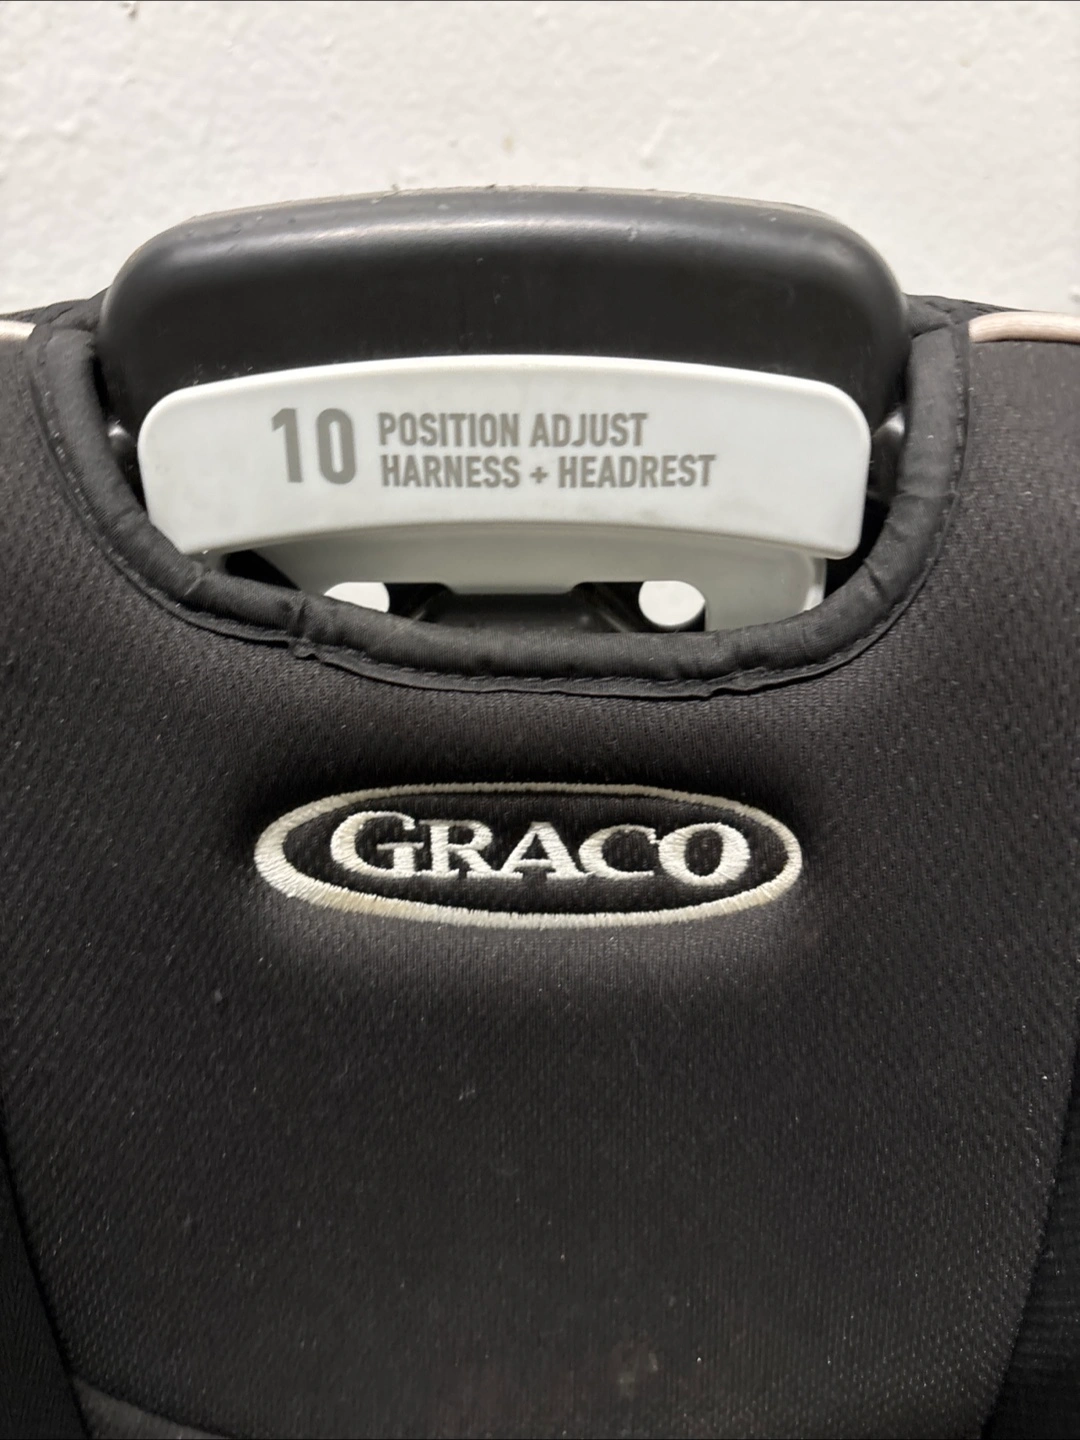 10 POSITION ADJUST
HARNESS + HEADREST
GRACO